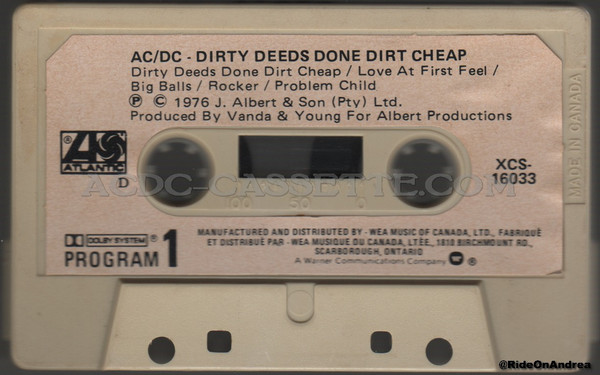 AC/DC - DIRTY DEEDS DONE DIRT CHEAP
Dirty Deeds Done Dirt Cheap / Love At First Feel /
Big Balls / Rocker / Problem Child
Ⓟ © 1976 J. Albert & Son (Pty) Ltd.
Produced By Vanda & Young For Albert Productions
ATLANTIC
D
XCS-
16033
MADE IN CANADA
ACDC-CASSETTE.COM
100 50 0
DOLBY SYSTEM ®
PROGRAM 1
MANUFACTURED AND DISTRIBUTED BY - WEA MUSIC OF CANADA, LTD., FABRIQUÉ
ET DISTRIBUÉ PAR - WEA MUSIQUE DU CANADA, LTÉE., 1810 BIRCHMOUNT RD.,
SCARBOROUGH, ONTARIO
A Warner Communications Company ®
@RideOnAndrea